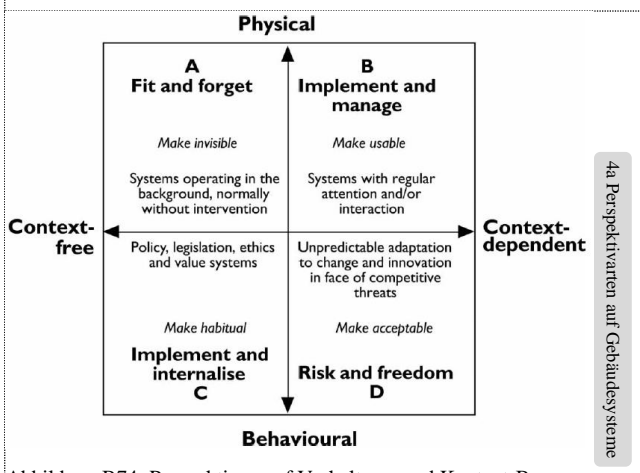 Physical
A
Fit and forget
Make invisible
Systems operating in the
background, normally
without intervention
B
Implement and
manage
Make usable
Systems with regular
attention and/or
interaction
Context-
free
Context-
dependent
Policy, legislation, ethics
and value systems
Make habitual
Implement and
internalise
C
Unpredictable adaptation
to change and innovation
in face of competitive
threats
Make acceptable
Risk and freedom
D
Behavioural
4a Perspektivarten auf Gebäudesysteme